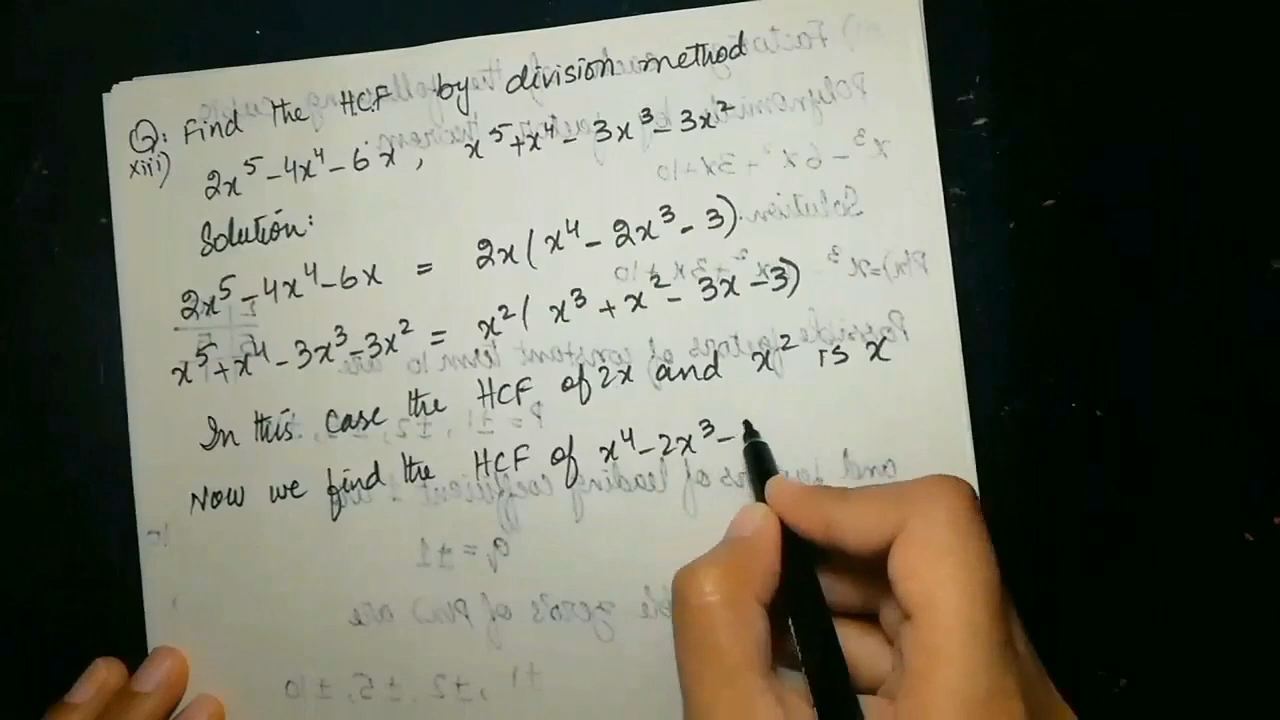 Q: Find the H.C.F by division method
xiii) 2x⁵-4x⁴-6x, x⁵+x⁴-3x³-3x²
Solution:
2x⁵-4x⁴-6x = 2x(x⁴-2x³-3)
x⁵+x⁴-3x³-3x² = x²(x³+x²-3x-3)
In this case the HCF of 2x and x² is x
Now we find the HCF of x⁴-2x³-